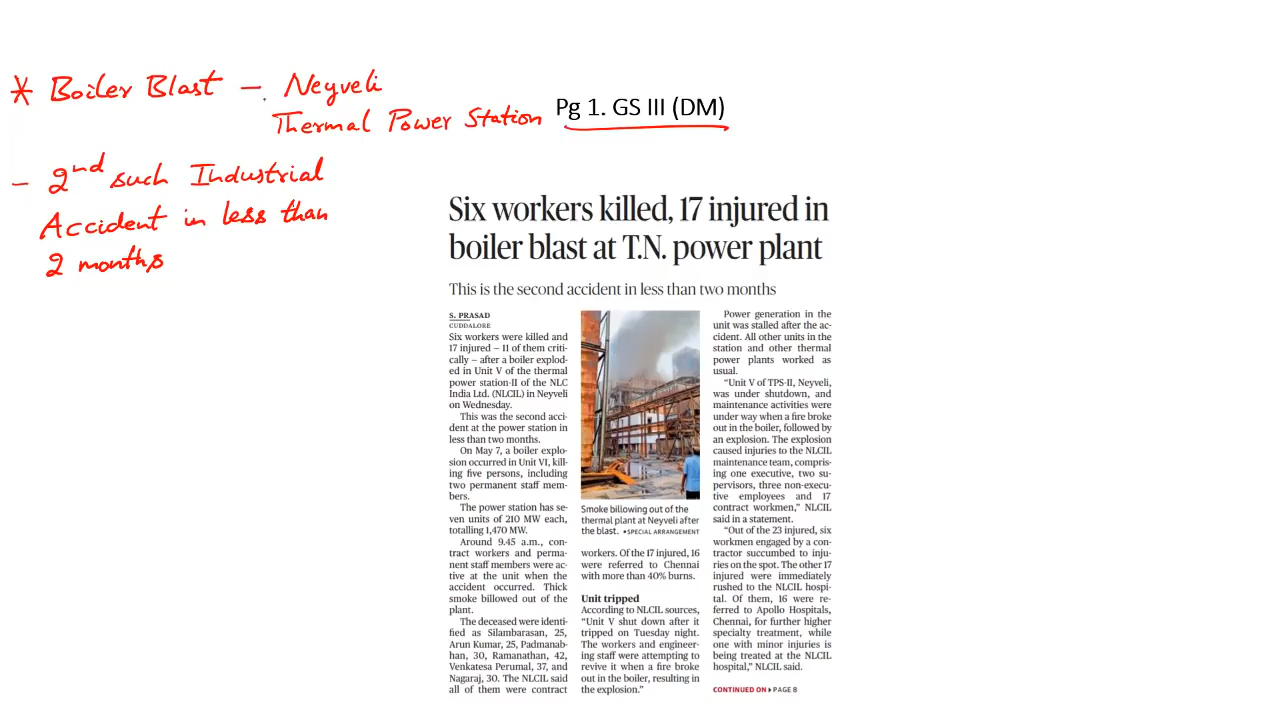 * Boiler Blast - Neyveli
Thermal Power Station
- 2nd such Industrial
Accident in less than
2 months
Pg 1. GS III (DM)
Six workers killed, 17 injured in
boiler blast at T.N. power plant
This is the second accident in less than two months
S. PRASAD
CUDDALORE
Six workers were killed and
17 injured – 11 of them criti-
cally – after a boiler explod-
ed in Unit V of the thermal
power station-II of the NLC
India Ltd. (NLCIL) in Neyveli
on Wednesday.
This was the second acci-
dent at the power station in
less than two months.
On May 7, a boiler explo-
sion occurred in Unit VI, kill-
ing five persons, including
two permanent staff mem-
bers.
The power station has se-
ven units of 210 MW each,
totalling 1,470 MW.
Around 9.45 a.m., con-
tract workers and perma-
nent staff members were ac-
tive at the unit when the
accident occurred. Thick
smoke billowed out of the
plant.
The deceased were identi-
fied as Silambarasan, 25,
Arun Kumar, 25, Padmanab-
han, 30, Ramanathan, 42,
Venkatesa Perumal, 37, and
Nagaraj, 30. The NLCIL said
all of them were contract
Smoke billowing out of the
thermal plant at Neyveli after
the blast. •SPECIAL ARRANGEMENT
workers. Of the 17 injured, 16
were referred to Chennai
with more than 40% burns.
Unit tripped
According to NLCIL sources,
“Unit V shut down after it
tripped on Tuesday night.
The workers and engineer-
ing staff were attempting to
revive it when a fire broke
out in the boiler, resulting in
the explosion.”
Power generation in the
unit was stalled after the ac-
cident. All other units in the
station and other thermal
power plants worked as
usual.
“Unit V of TPS-II, Neyveli,
was under shutdown, and
maintenance activities were
under way when a fire broke
out in the boiler, followed by
an explosion. The explosion
caused injuries to the NLCIL
maintenance team, compris-
ing one executive, two su-
pervisors, three non-execu-
tive employees and 17
contract workmen,” NLCIL
said in a statement.
“Out of the 23 injured, six
workmen engaged by a con-
tractor succumbed to inju-
ries on the spot. The other 17
injured were immediately
rushed to the NLCIL hospi-
tal. Of them, 16 were re-
ferred to Apollo Hospitals,
Chennai, for further higher
specialty treatment, while
one with minor injuries is
being treated at the NLCIL
hospital,” NLCIL said.
CONTINUED ON ▸ PAGE 8